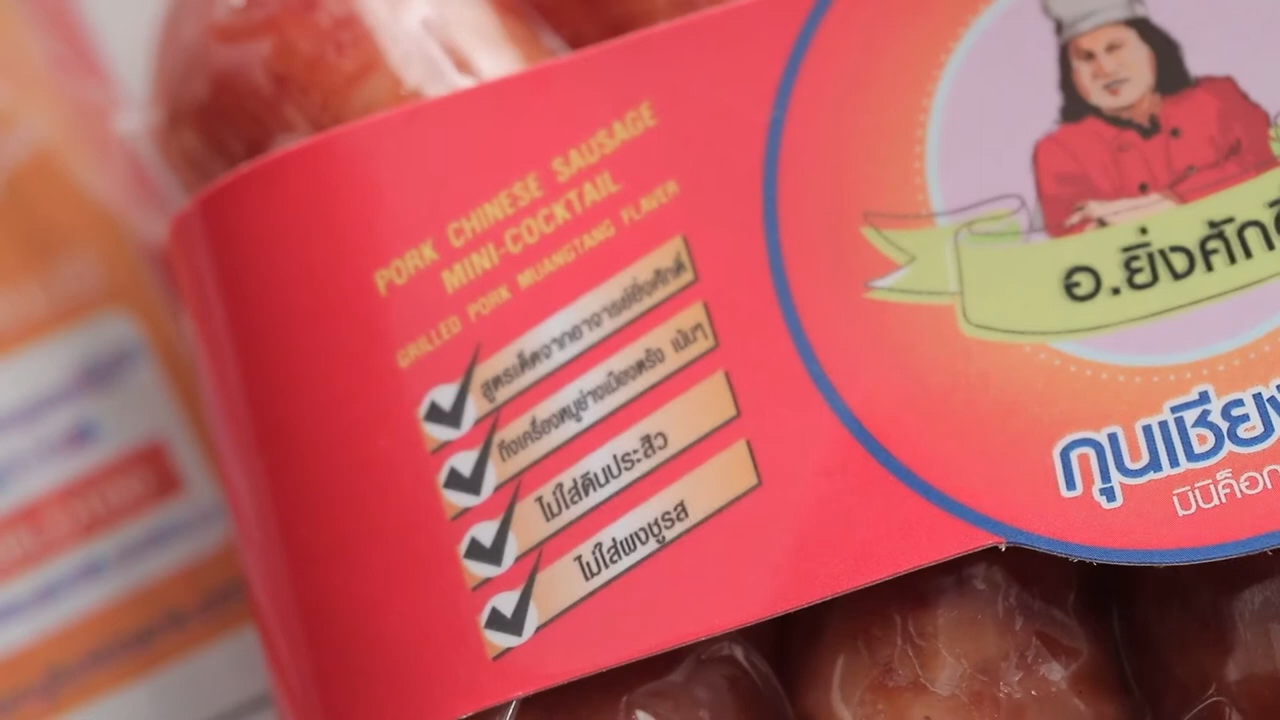 PORK CHINESE SAUSAGE
MINI-COCKTAIL
GRILLED PORK MUANGTANG FLAVER
สูตรเด็ดจากอาจารย์ยิ่งศักดิ์
ถึงเครื่องหมูย่างเมืองตรัง เน้นๆ
ไม่ใส่ดินประสิว
ไม่ใส่ผงชูรส
อ.ยิ่งศักดิ
กุนเชียง
มินิค็อก